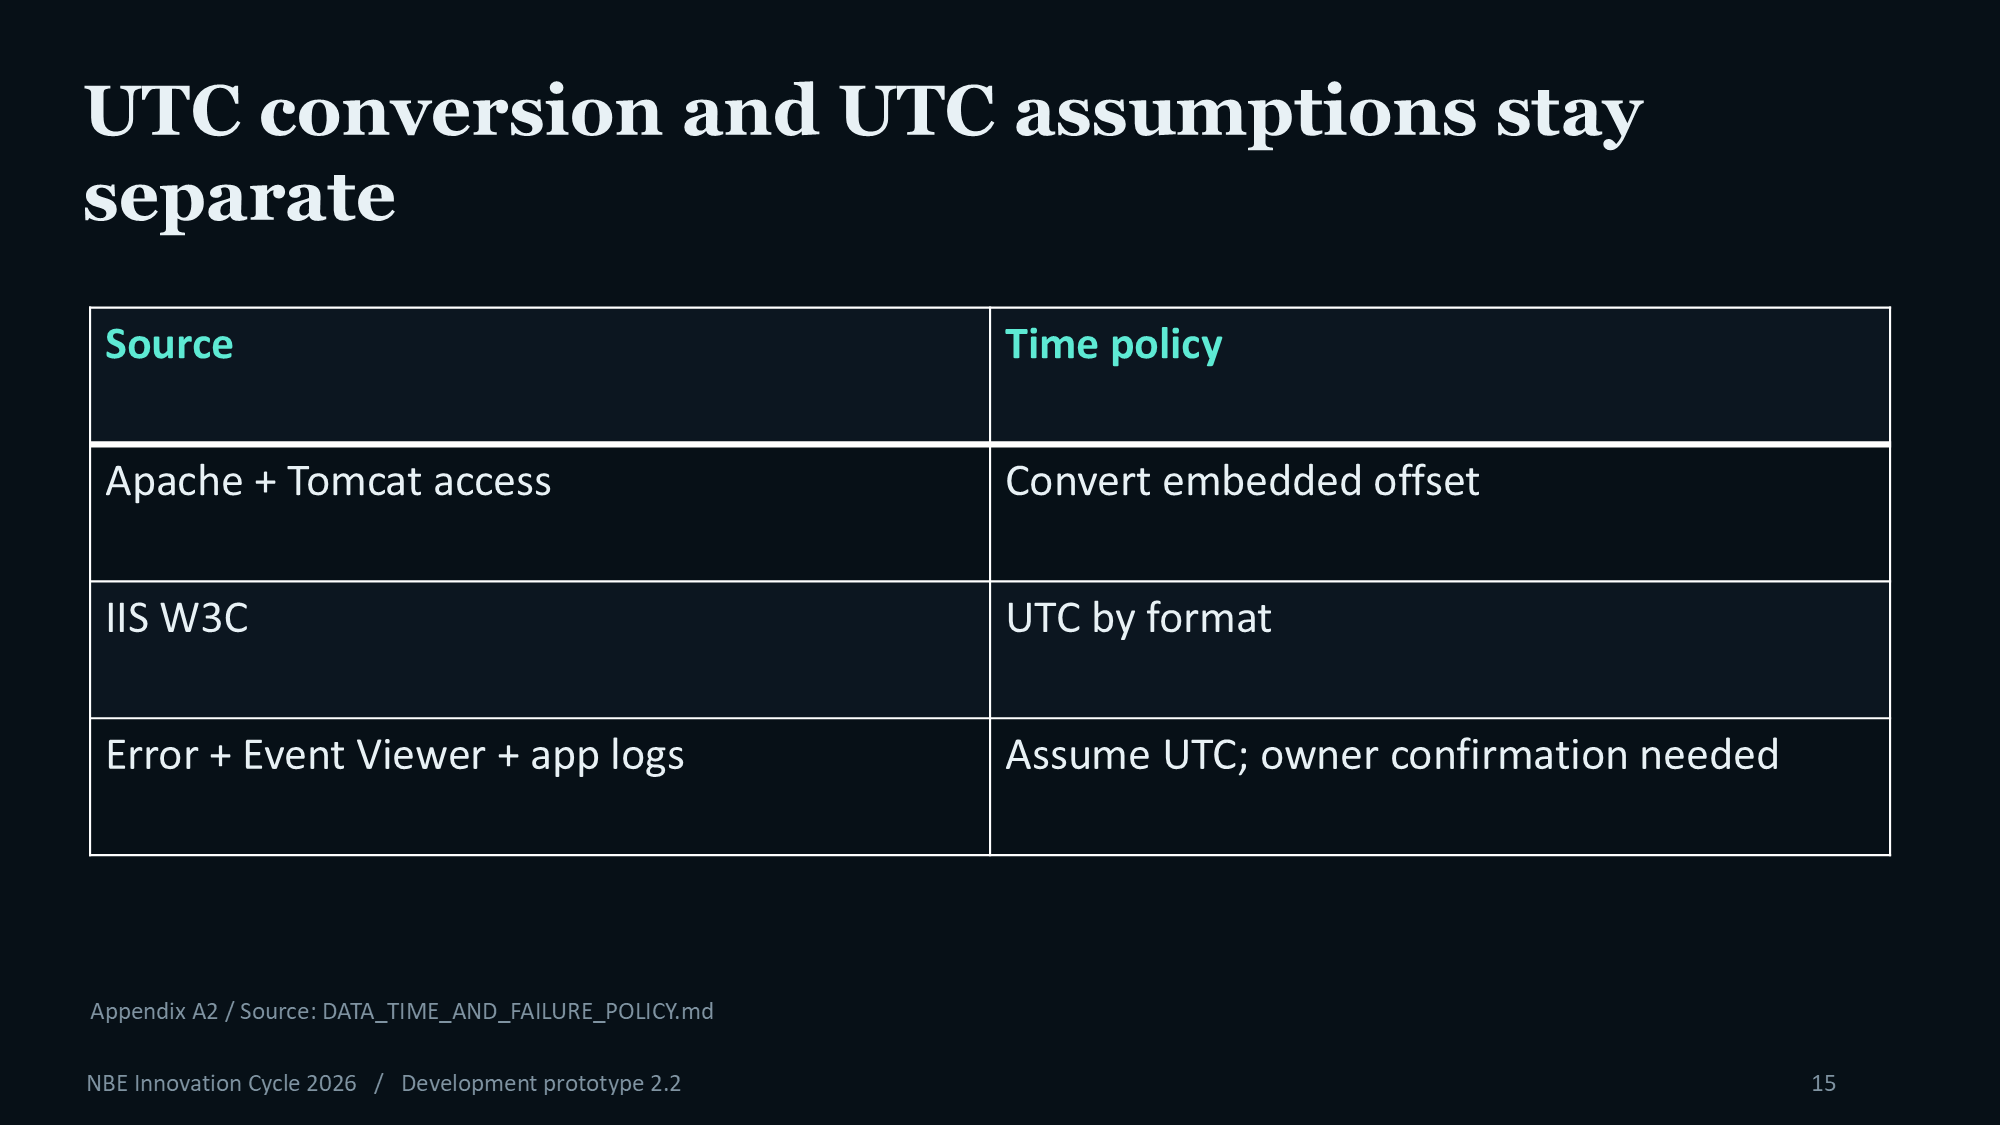 UTC conversion and UTC assumptions stay
separate
Source
Time policy
Apache + Tomcat access
Convert embedded offset
IIS W3C
UTC by format
Error + Event Viewer + app logs
Assume UTC; owner confirmation needed
Appendix A2 / Source: DATA_TIME_AND_FAILURE_POLICY.md
NBE Innovation Cycle 2026 / Development prototype 2.2
15